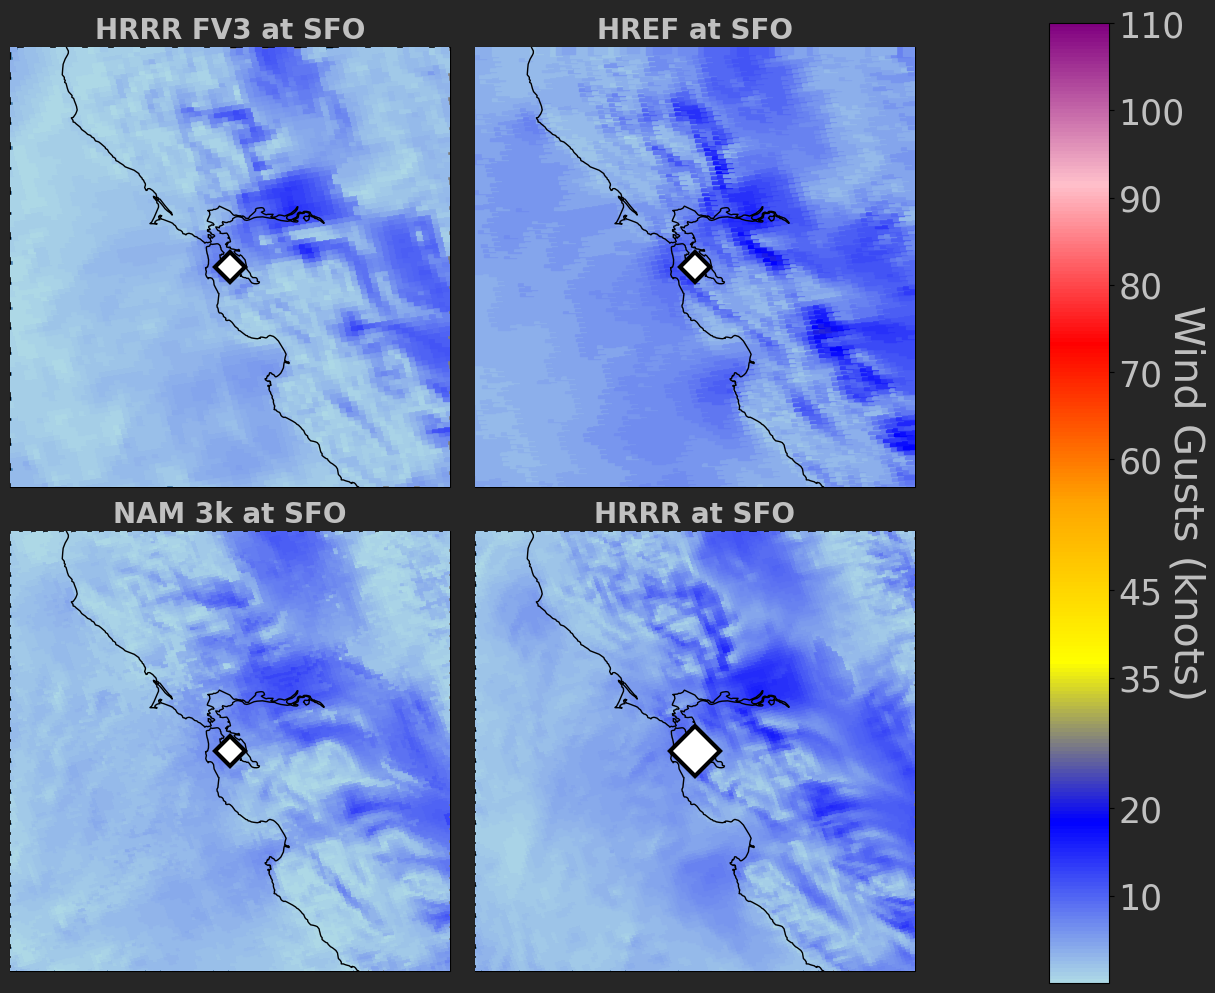 HRRR FV3 at SFO
HREF at SFO
NAM 3k at SFO
HRRR at SFO
110
100
90
80
70
60
45
35
20
10
Wind Gusts (knots)